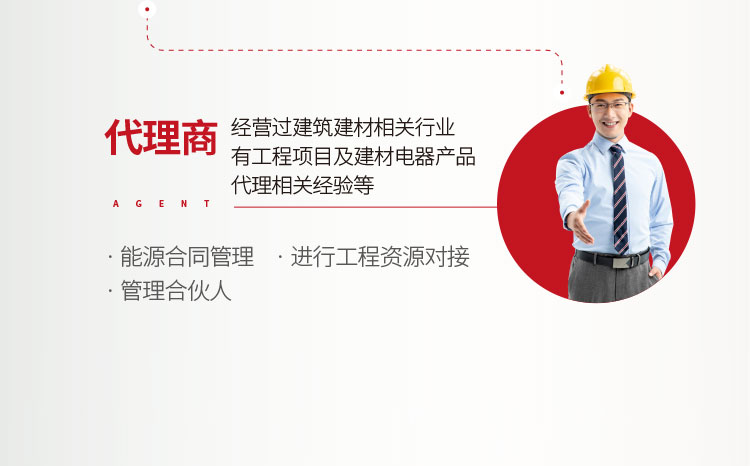 代理商
经营过建筑建材相关行业
有工程项目及建材电器产品
代理相关经验等
AGENT
· 能源合同管理 · 进行工程资源对接
· 管理合伙人